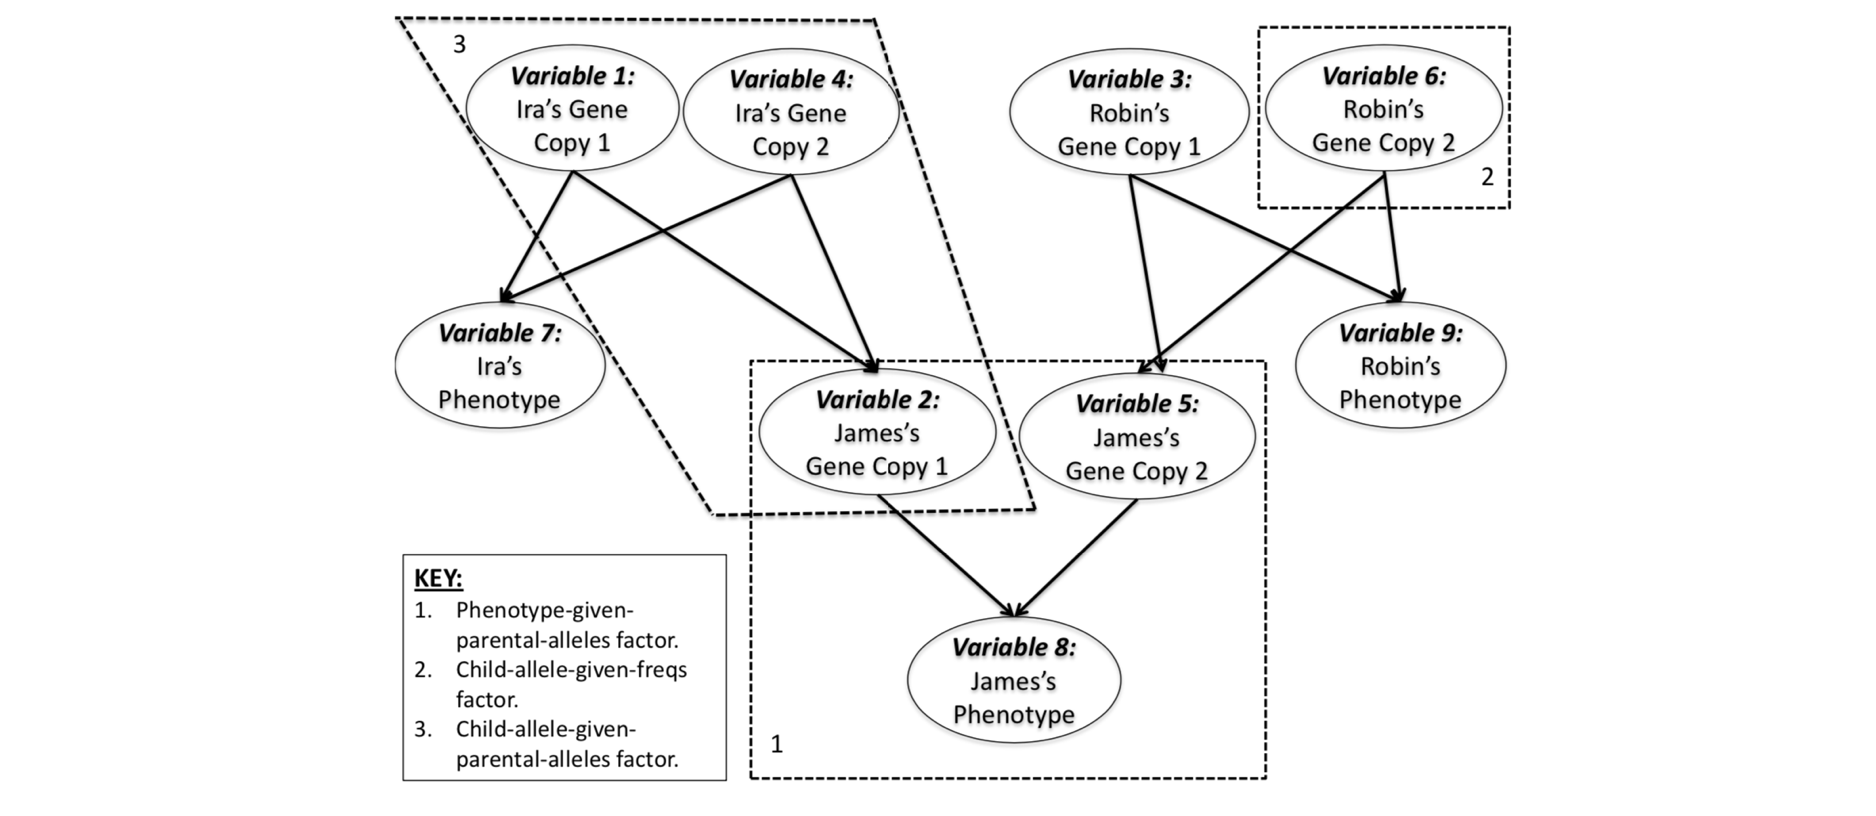 3
Variable 1:
Ira’s Gene
Copy 1
Variable 4:
Ira’s Gene
Copy 2
Variable 3:
Robin’s
Gene Copy 1
Variable 6:
Robin’s
Gene Copy 2
2
Variable 7:
Ira’s
Phenotype
Variable 2:
James’s
Gene Copy 1
Variable 5:
James’s
Gene Copy 2
Variable 9:
Robin’s
Phenotype
Variable 8:
James’s
Phenotype
1
KEY:
1. Phenotype-given-
parental-alleles factor.
2. Child-allele-given-freqs
factor.
3. Child-allele-given-
parental-alleles factor.